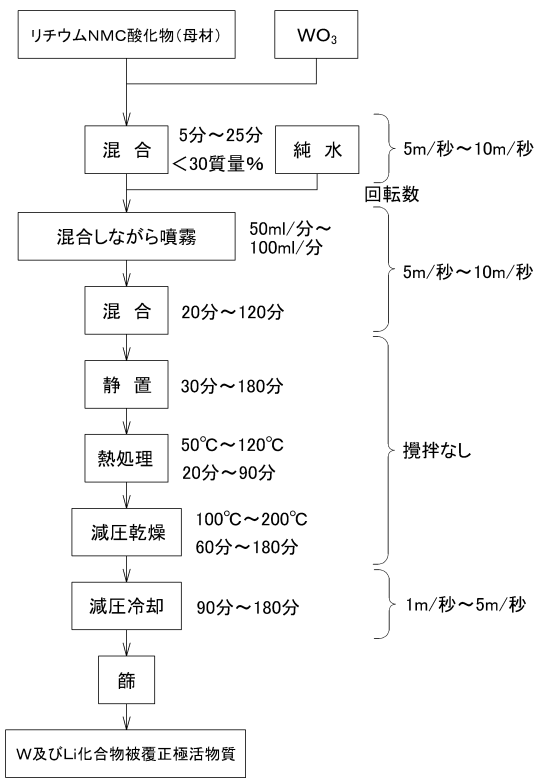 リチウムNMC酸化物(母材)
WO3
混 合
5分～25分
＜30質量%
純 水
5m/秒～10m/秒
回転数
混合しながら噴霧
50ml/分～
100ml/分
5m/秒～10m/秒
混 合
20分～120分
静 置
30分～180分
熱処理
50℃～120℃
20分～90分
攪拌なし
減圧乾燥
100℃～200℃
60分～180分
減圧冷却
90分～180分
1m/秒～5m/秒
篩
W及びLi化合物被覆正極活物質